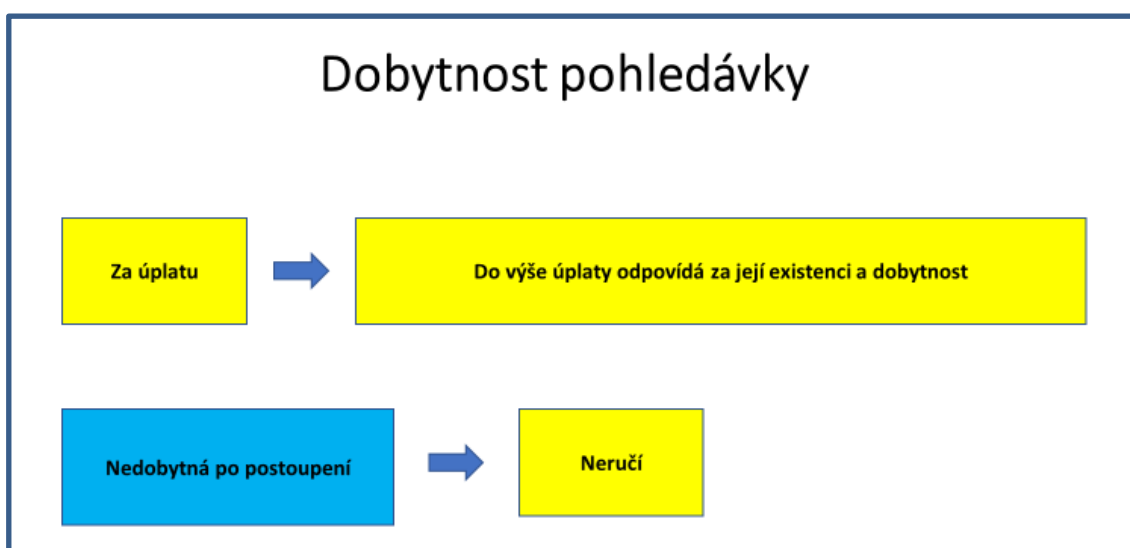 Dobytnost pohledávky
Za úplatu
Do výše úplaty odpovídá za její existenci a dobytnost
Nedobytná po postoupení
Neručí